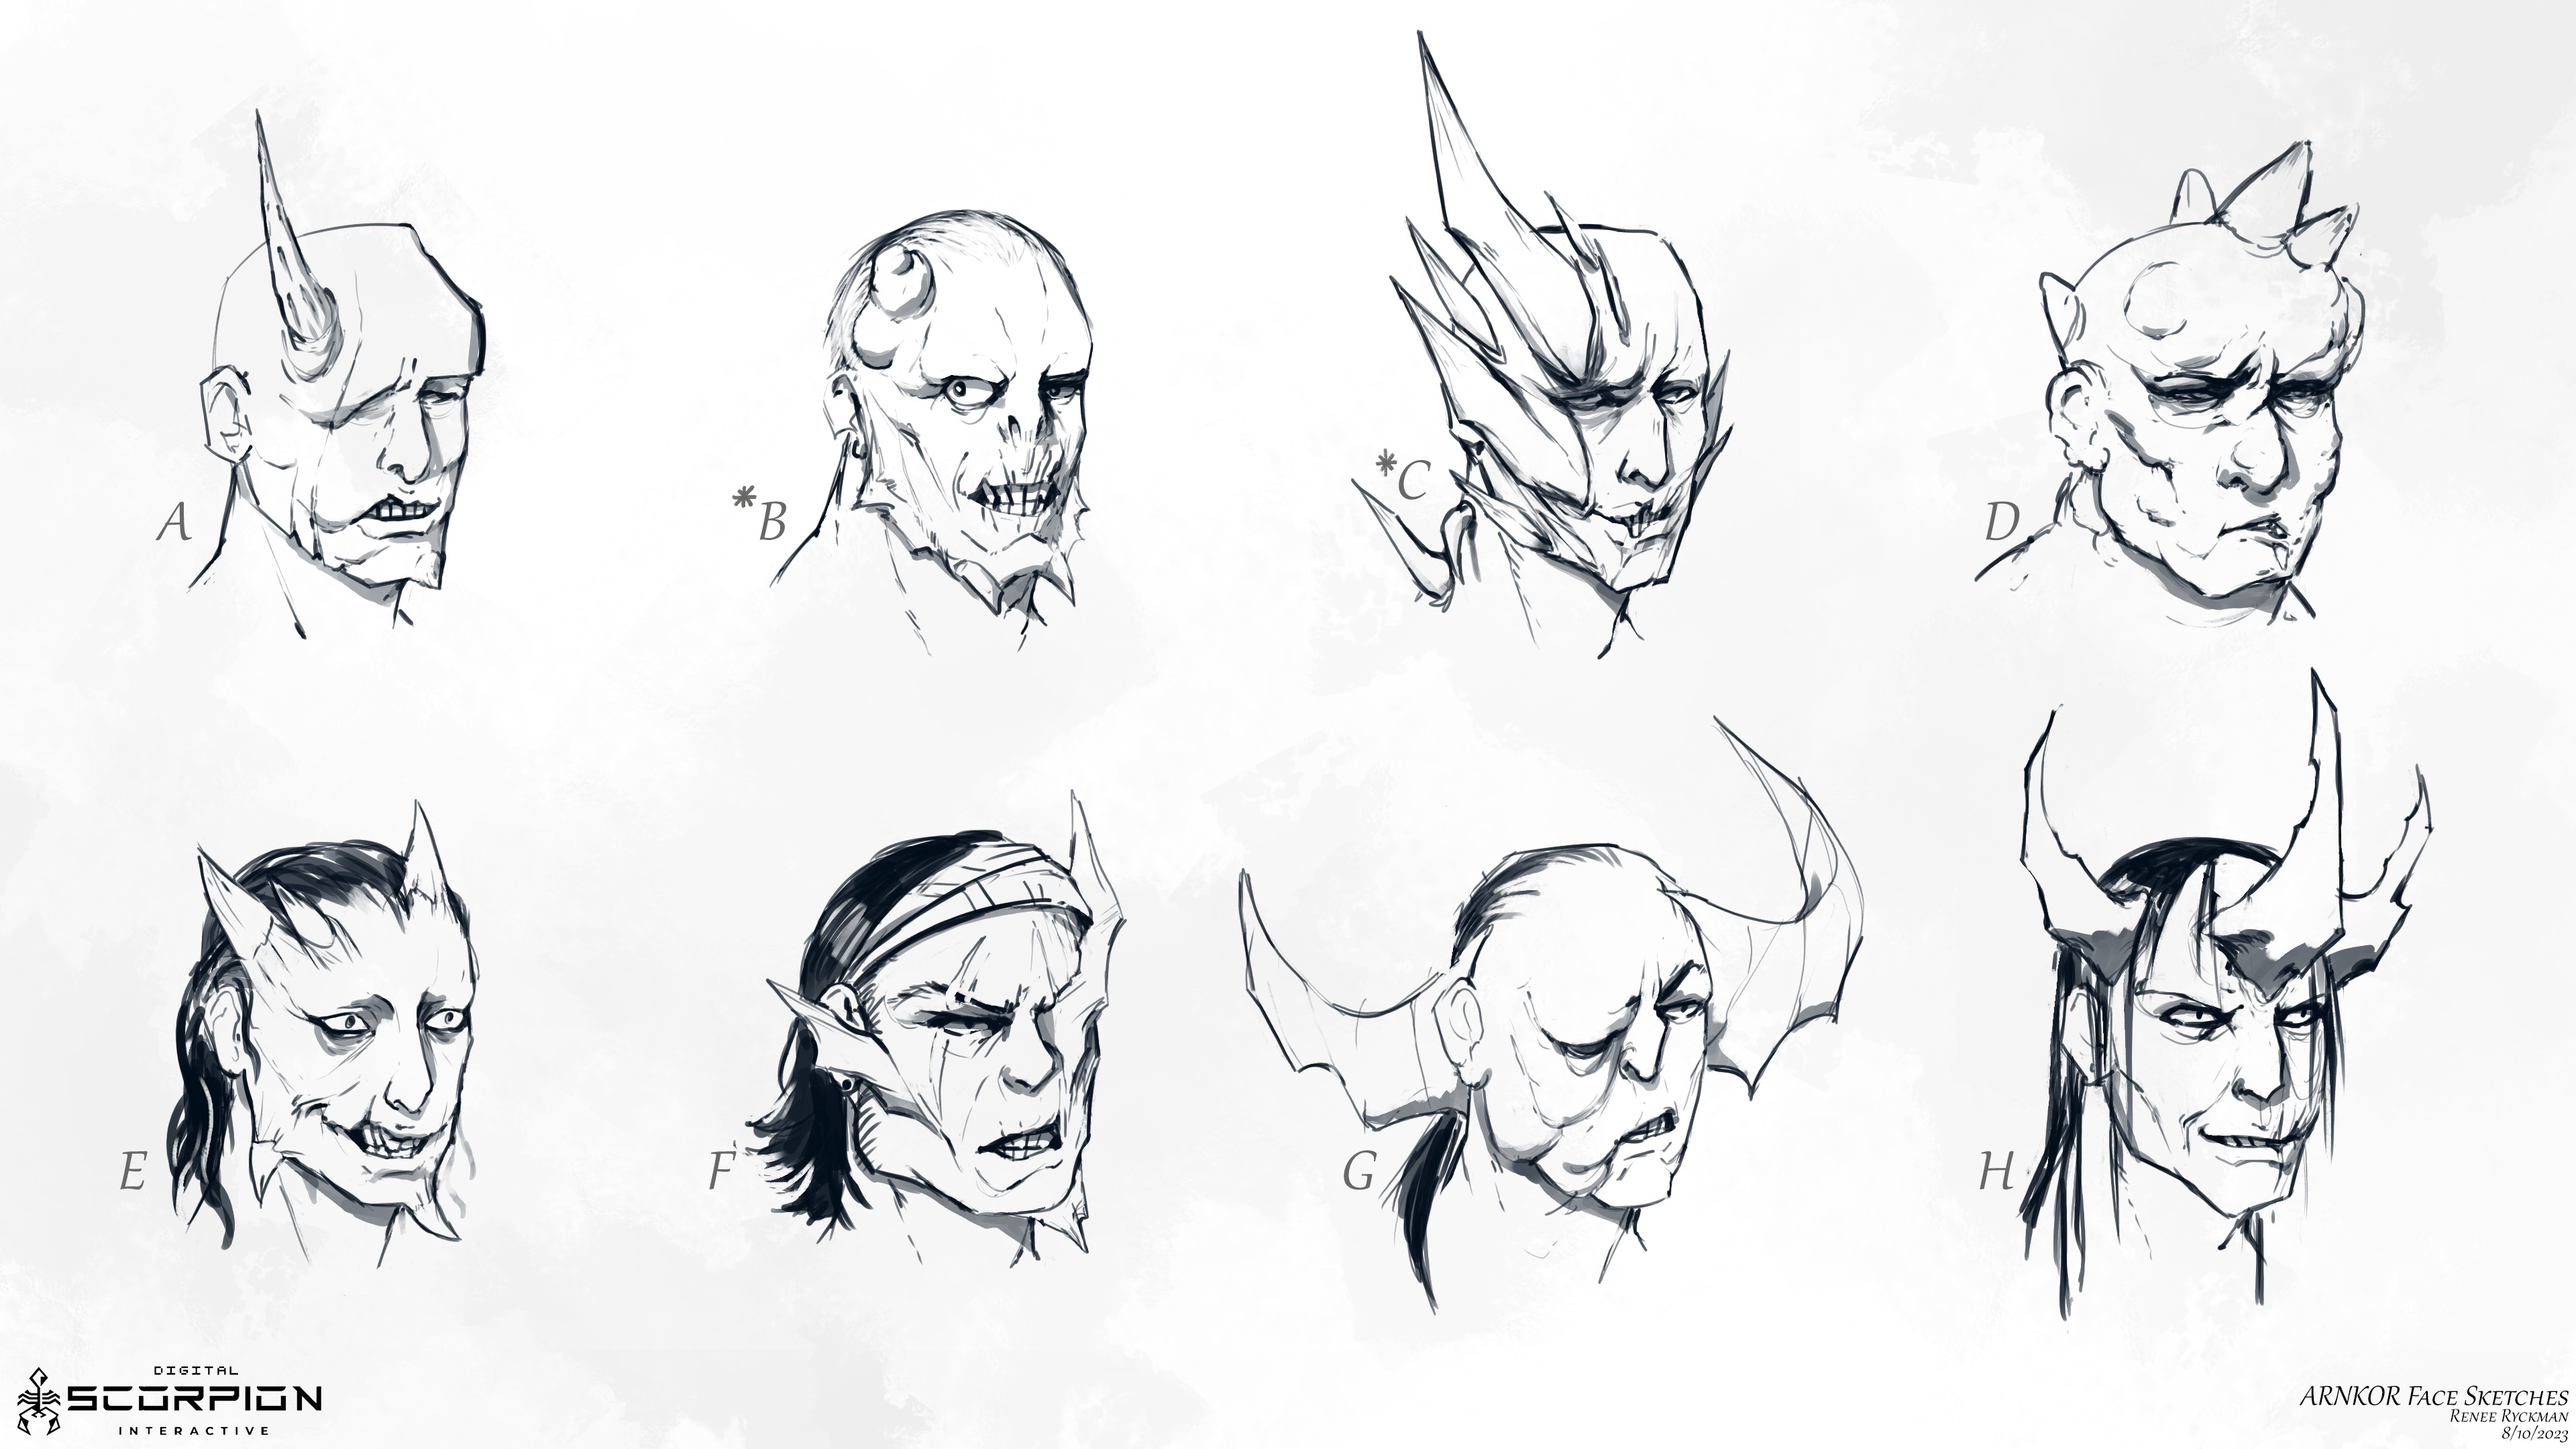 A
*B
*C
D
E
F
G
H
DIGITAL
SCORPION
INTERACTIVE
ARNKOR FACE SKETCHES
RENEE RYCKMAN
8/10/2023